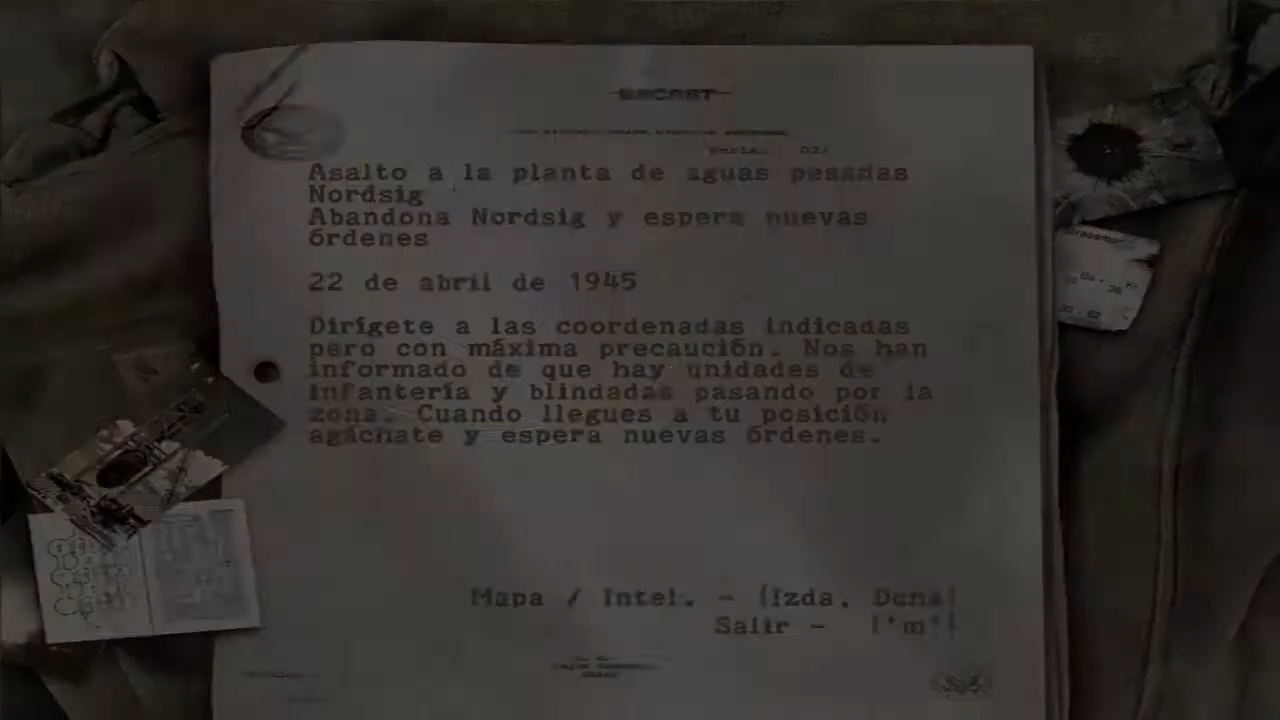 Asalto a la planta de aguas pesadas
Nordsig
Abandona Nordsig y espera nuevas
órdenes
22 de abril de 1945
Dirígete a las coordenadas indicadas
pero con máxima precaución. Nos han
informado de que hay unidades de
infantería y blindadas pasando por la
zona. Cuando llegues a tu posición
agáchate y espera nuevas órdenes.
Mapa / Intel. - (Izda, Dcha)
Salir - ('m')